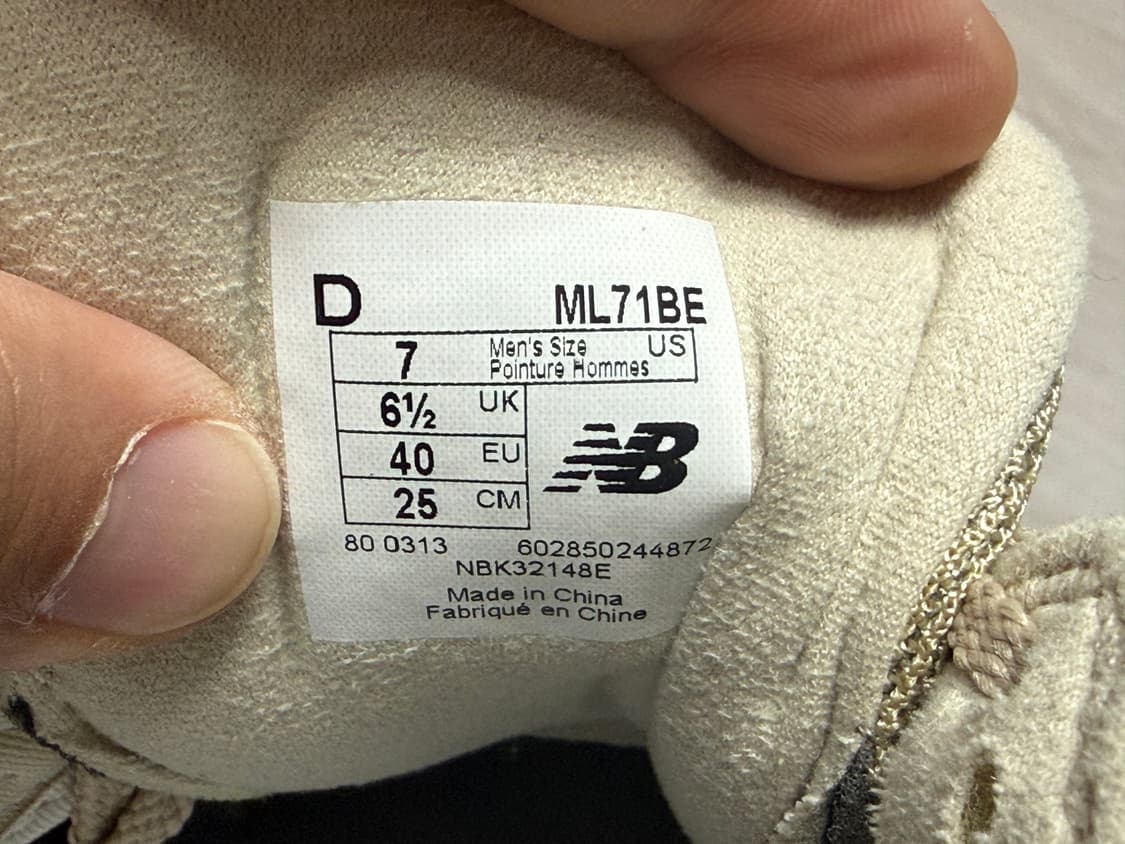 D ML71BE
7 Men's Size US
Pointure Hommes
6½ UK
40 EU
NB
25 CM
80 0313 602850244872
NBK32148E
Made in China
Fabriqué en Chine